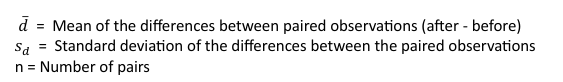 d̄ = Mean of the differences between paired observations (after - before)
s_d = Standard deviation of the differences between the paired observations
n = Number of pairs